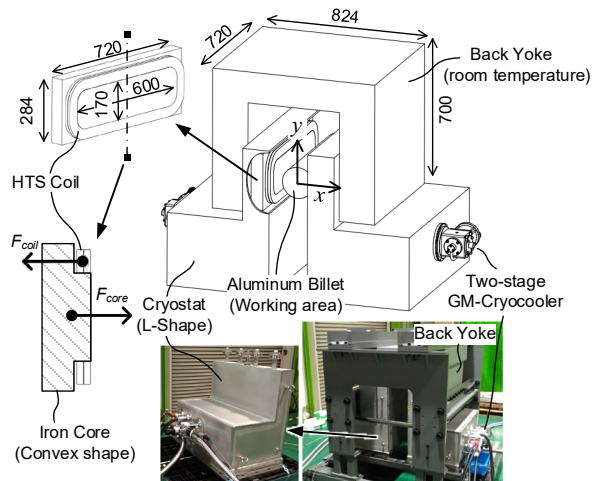 720
824
720
Back Yoke
(room temperature)
284
170
600
700
HTS Coil
y
x
F_coil
F_core
Cryostat
(L-Shape)
Aluminum Billet
(Working area)
Two-stage
GM-Cryocooler
Back Yoke
Iron Core
(Convex shape)